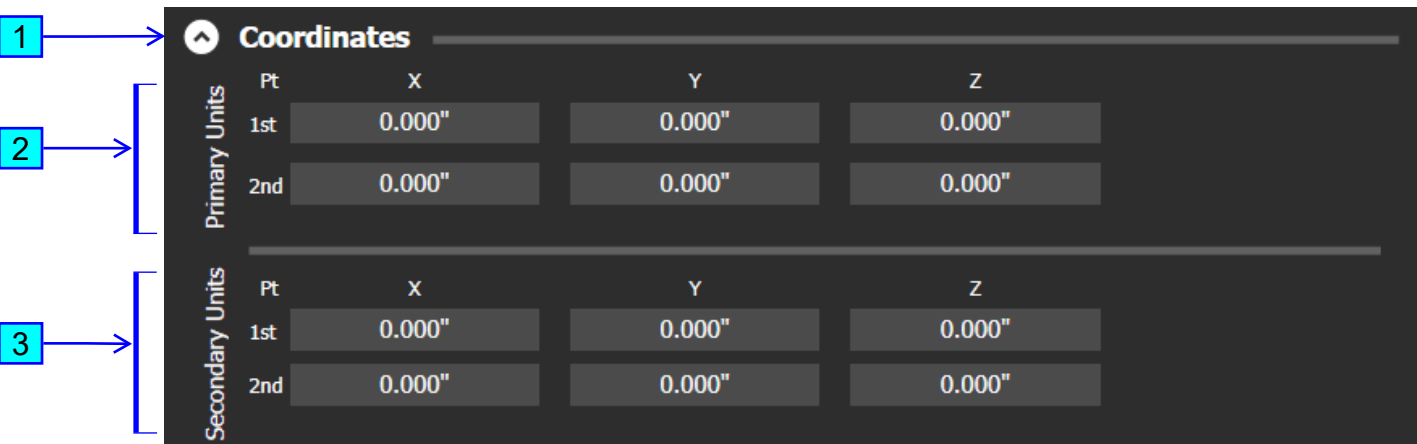 1
Coordinates
2
Primary Units
Pt X Y Z
1st 0.000" 0.000" 0.000"
2nd 0.000" 0.000" 0.000"
3
Secondary Units
Pt X Y Z
1st 0.000" 0.000" 0.000"
2nd 0.000" 0.000" 0.000"